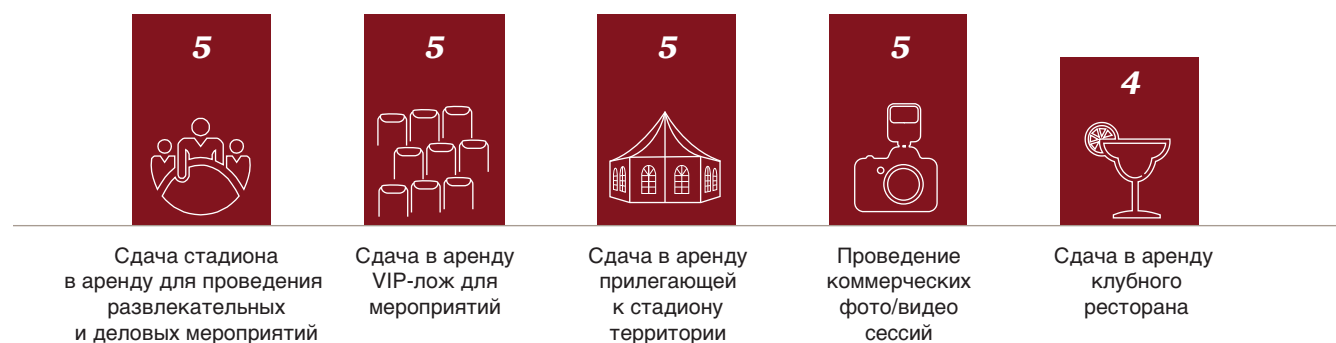 5
5
5
5
4
Сдача стадиона
в аренду для проведения
развлекательных
и деловых мероприятий
Сдача в аренду
VIP-лож для
мероприятий
Сдача в аренду
прилегающей
к стадиону
территории
Проведение
коммерческих
фото/видео
сессий
Сдача в аренду
клубного
ресторана